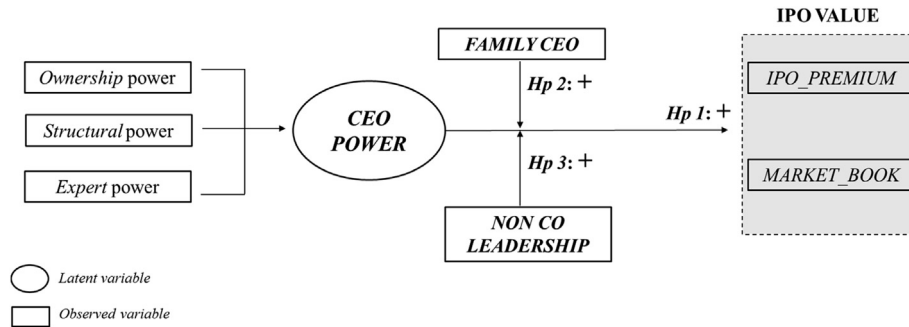 IPO VALUE
FAMILY CEO
Ownership power
IPO_PREMIUM
Hp 2: +
Hp 1: +
CEO
POWER
Structural power
Hp 3: +
Expert power
MARKET_BOOK
NON CO
LEADERSHIP
Latent variable
Observed variable